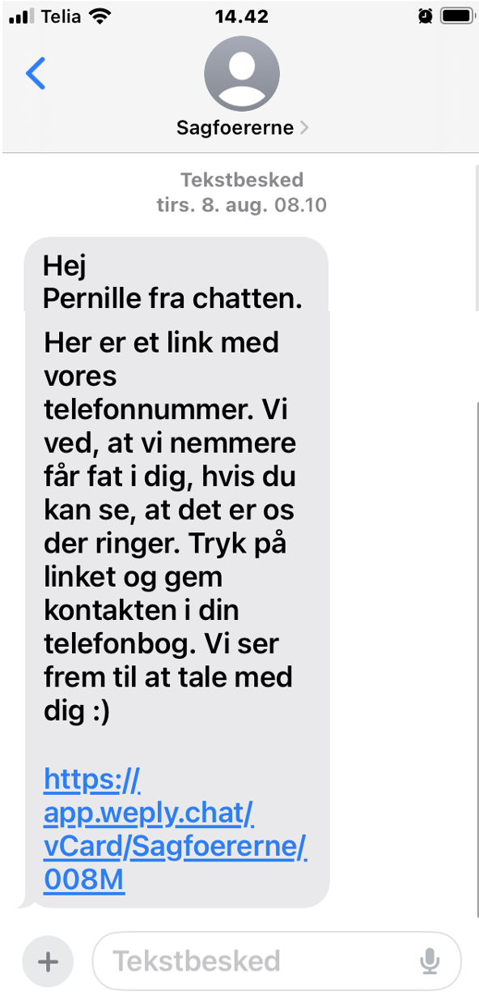 Telia
14.42
Sagfoererne
Tekstbesked
tirs. 8. aug. 08.10
Hej
Pernille fra chatten.
Her er et link med
vores
telefonnummer. Vi
ved, at vi nemmere
får fat i dig, hvis du
kan se, at det er os
der ringer. Tryk på
linket og gem
kontakten i din
telefonbog. Vi ser
frem til at tale med
dig :)
https://
app.weply.chat/
vCard/Sagfoererne/
008M
Tekstbesked